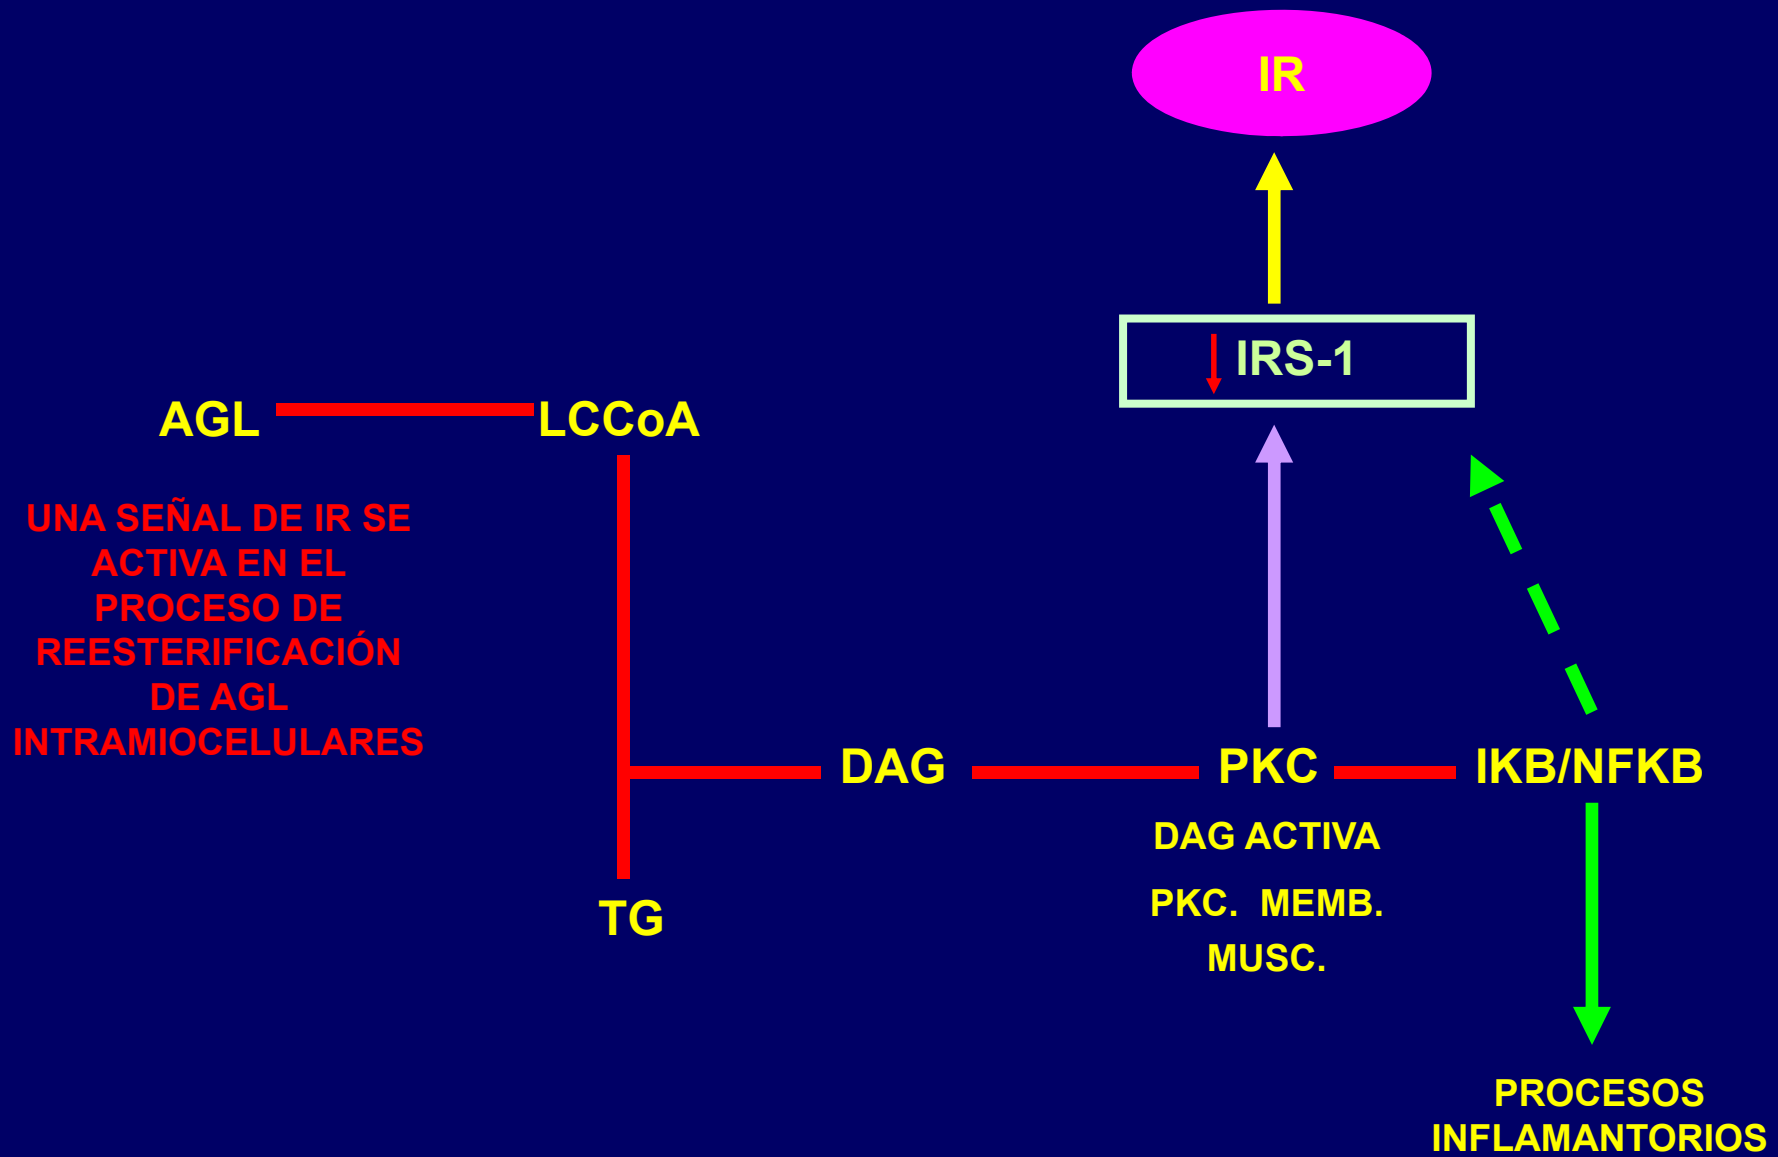 IR
IRS-1
AGL
LCCoA
UNA SEÑAL DE IR SE
ACTIVA EN EL
PROCESO DE
REESTERIFICACIÓN
DE AGL
INTRAMIOCELULARES
DAG
PKC
IKB/NFKB
DAG ACTIVA
PKC. MEMB.
MUSC.
TG
PROCESOS
INFLAMANTORIOS